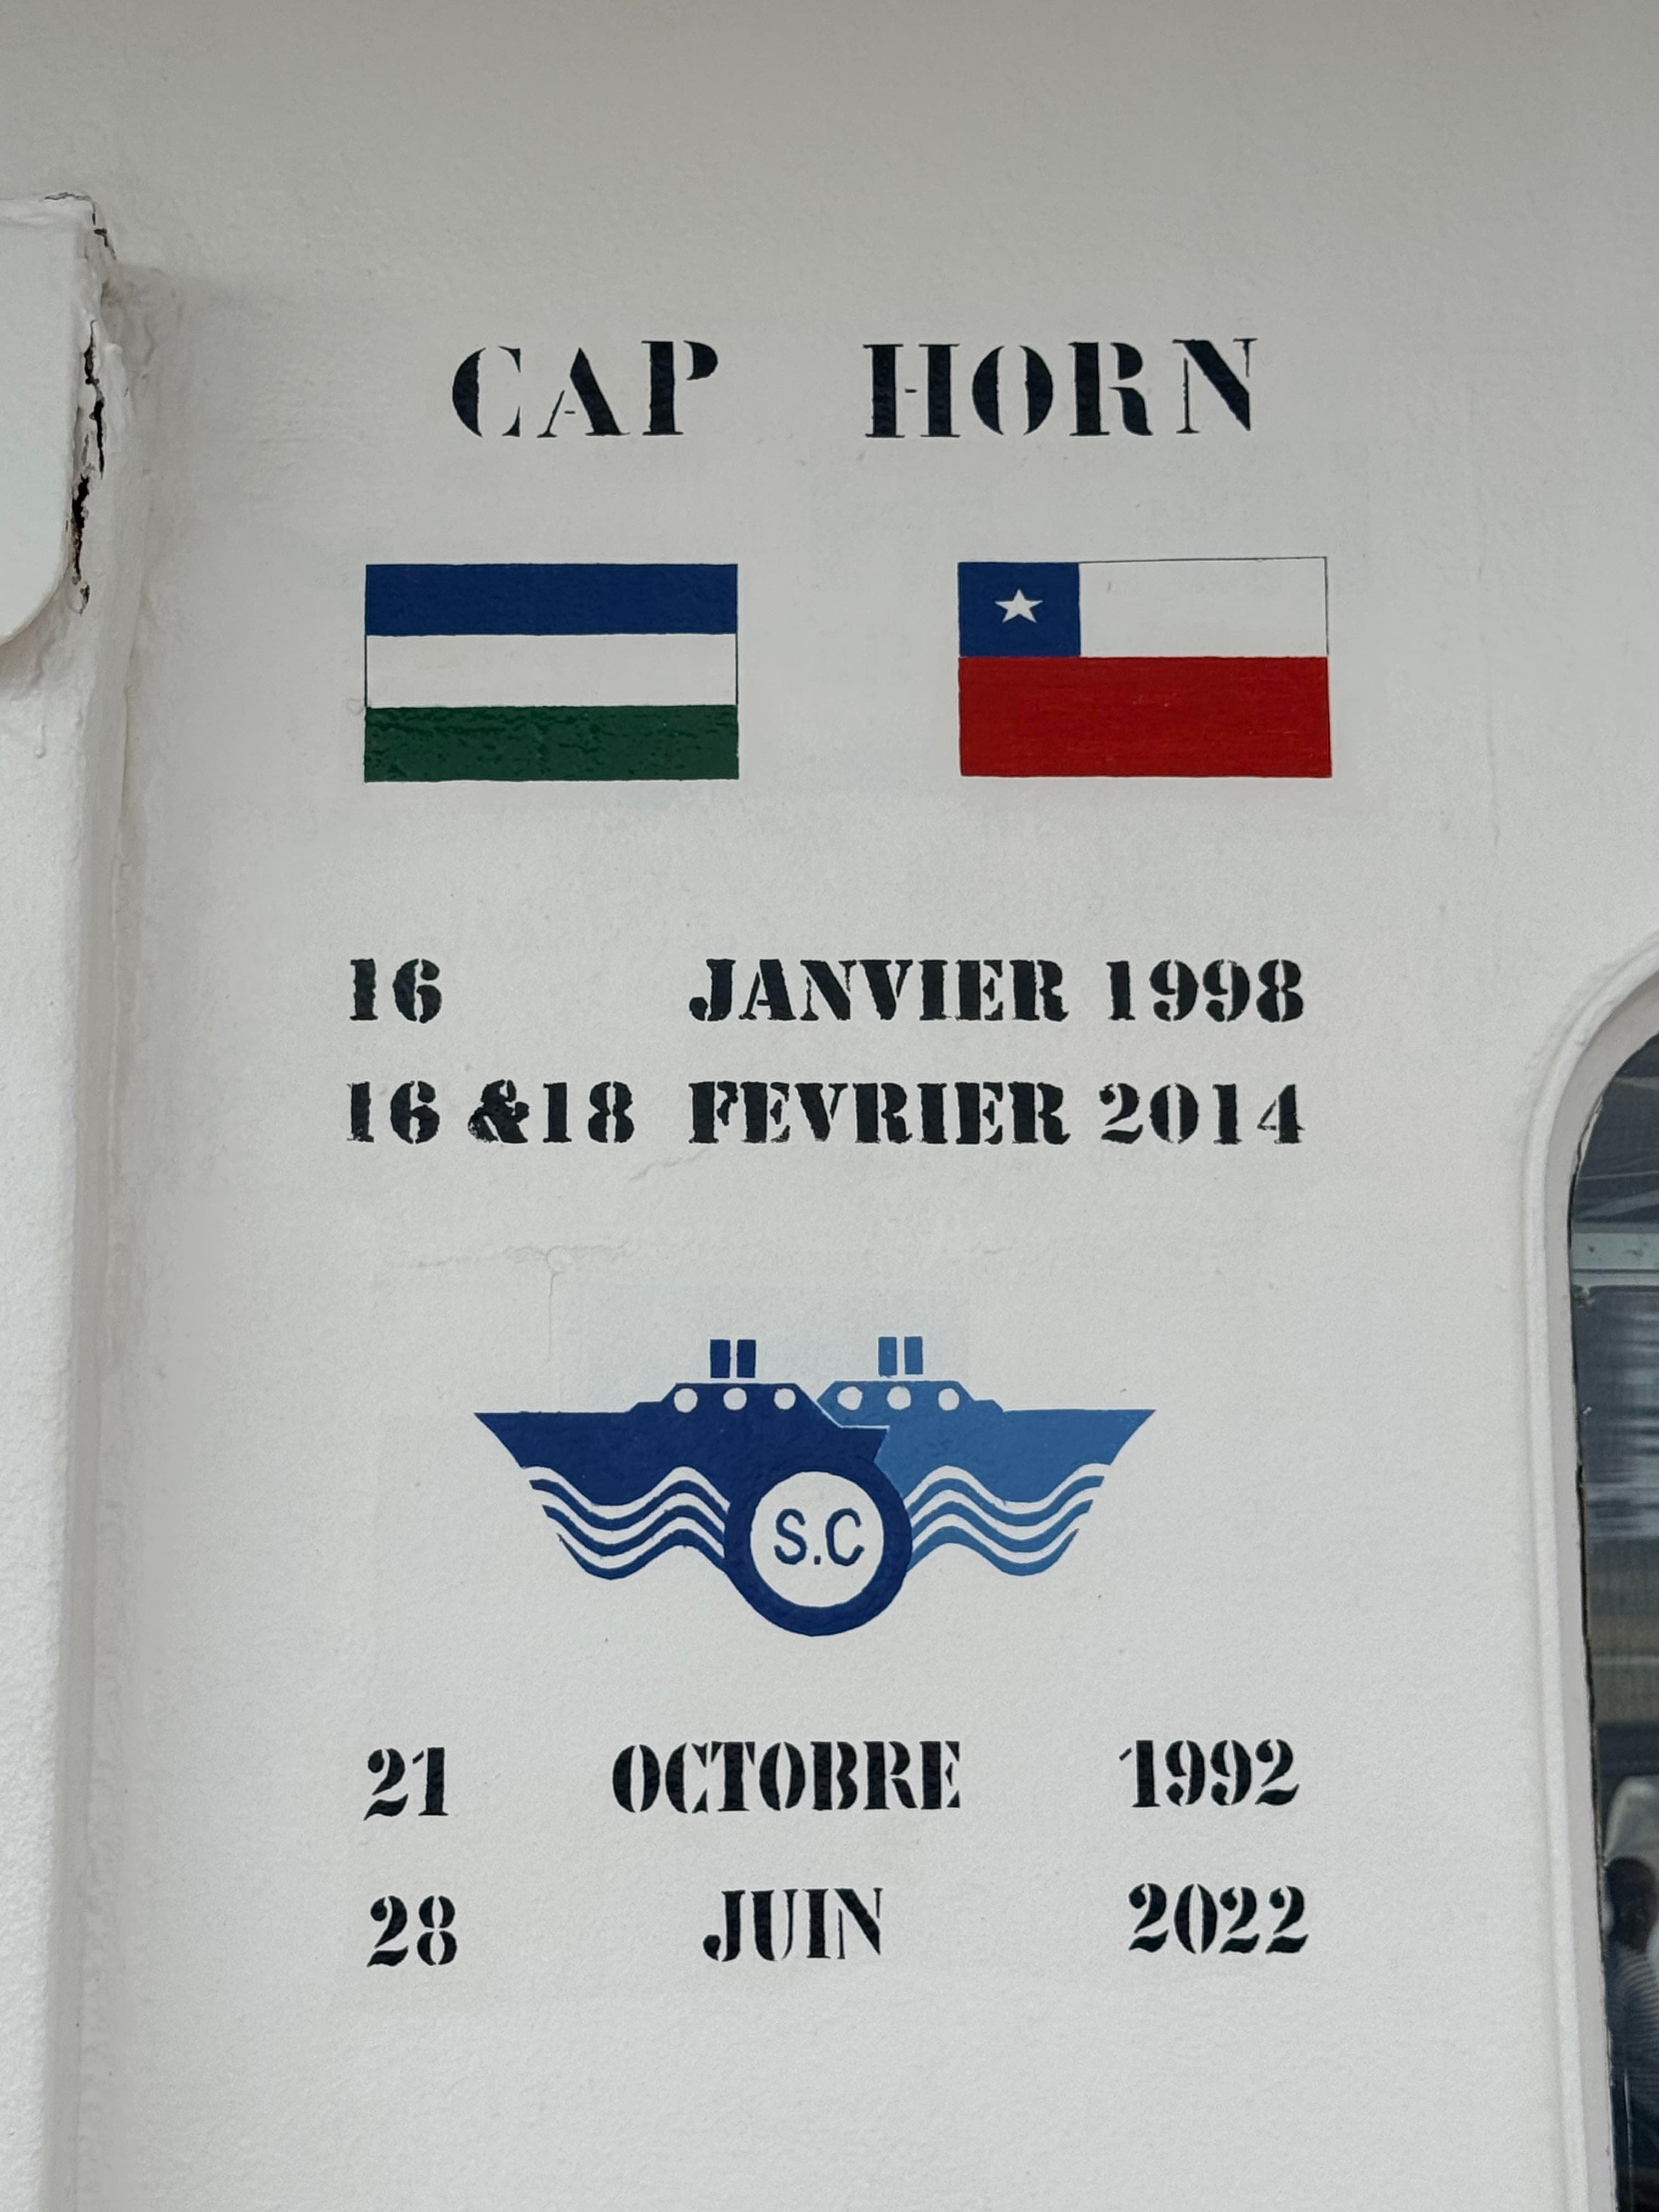 CAP HORN
16 JANVIER 1998
16 &18 FEVRIER 2014
S.C
21 OCTOBRE 1992
28 JUIN 2022